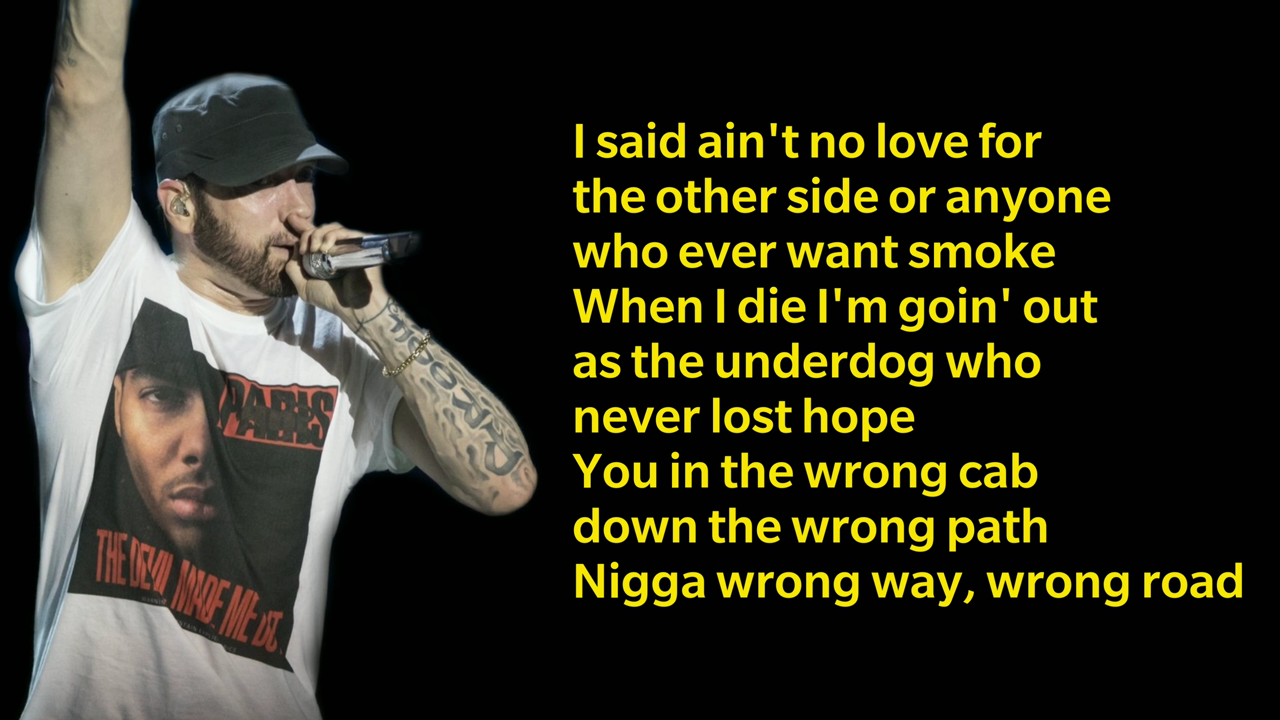 I said ain't no love for
the other side or anyone
who ever want smoke
When I die I'm goin' out
as the underdog who
never lost hope
You in the wrong cab
down the wrong path
Nigga wrong way, wrong road
PARIS
THE DEVIL MADE ME DO